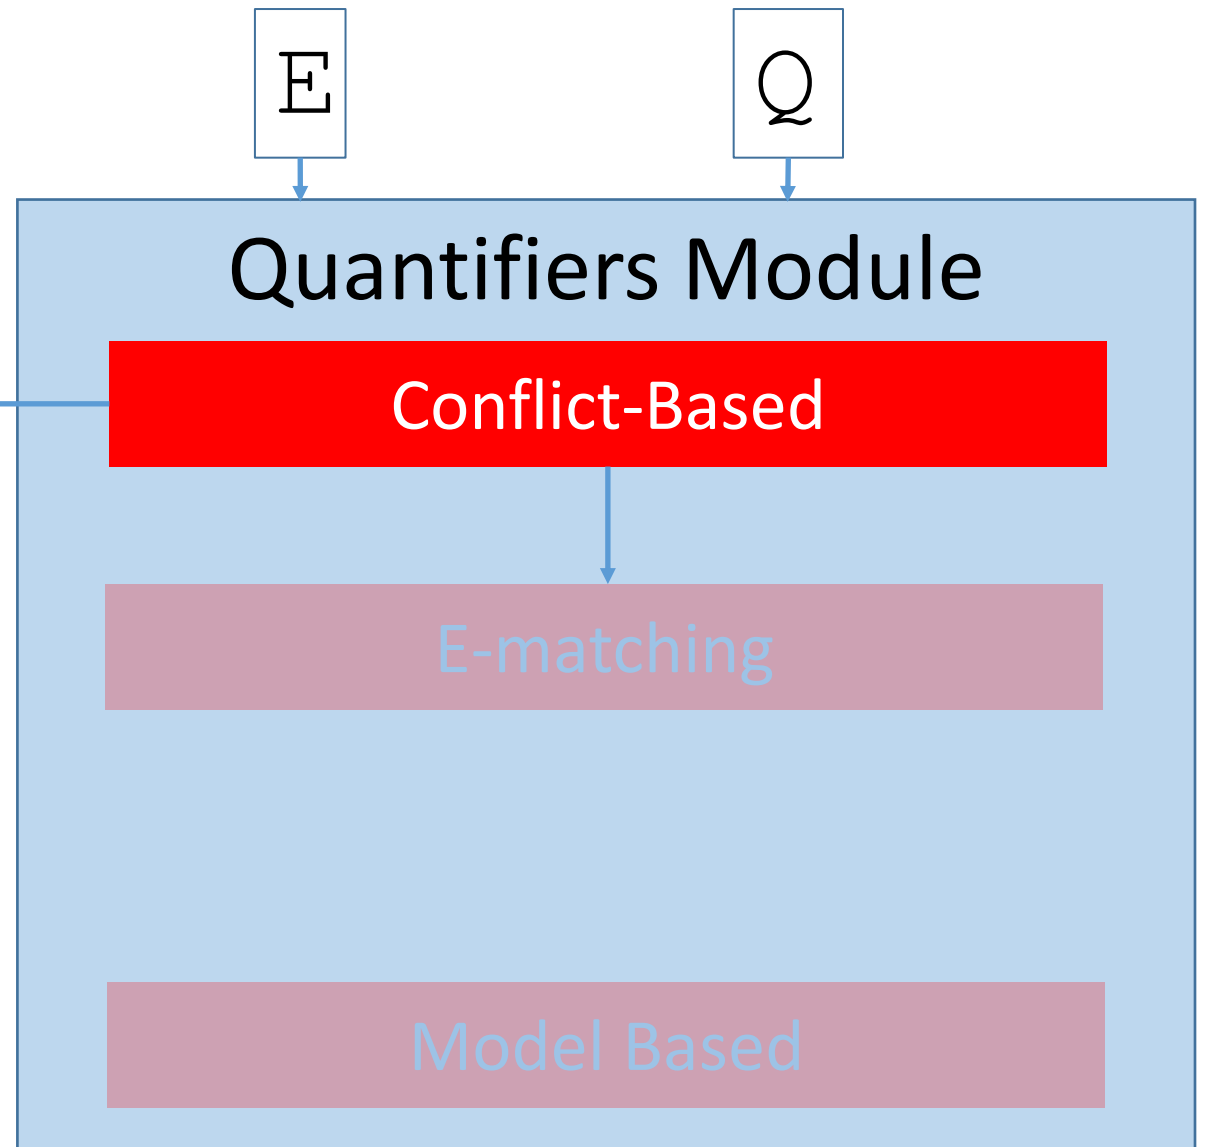 E
Q
Quantifiers Module
Conflict-Based
E-matching
Model Based